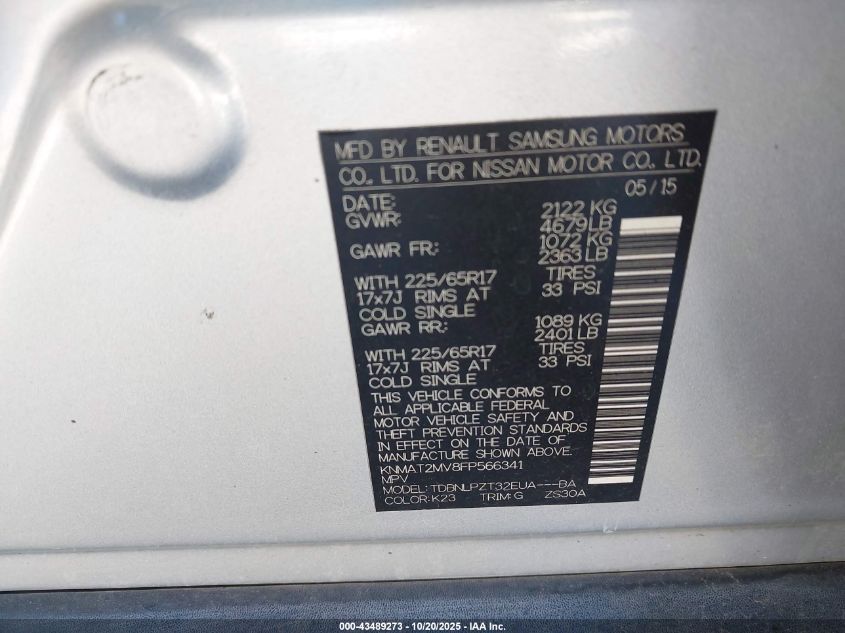 MFD BY RENAULT SAMSUNG MOTORS
CO., LTD. FOR NISSAN MOTOR CO., LTD.
05/15
DATE:
GVWR: 2122 KG
4679 LB
GAWR FR: 1072 KG
2363 LB
WITH 225/65R17 TIRES
17x7J RIMS AT 33 PSI
COLD SINGLE
GAWR RR: 1089 KG
2401 LB
WITH 225/65R17 TIRES
17x7J RIMS AT 33 PSI
COLD SINGLE
THIS VEHICLE CONFORMS TO
ALL APPLICABLE FEDERAL
MOTOR VEHICLE SAFETY AND
THEFT PREVENTION STANDARDS
IN EFFECT ON THE DATE OF
MANUFACTURE SHOWN ABOVE.
KNMAT2MV8FP566341
MPV
MODEL: TDBNLPZT32EUA---BA
COLOR: K23 TRIM: G ZS30A
000-43489273 - 10/20/2025 - IAA Inc.